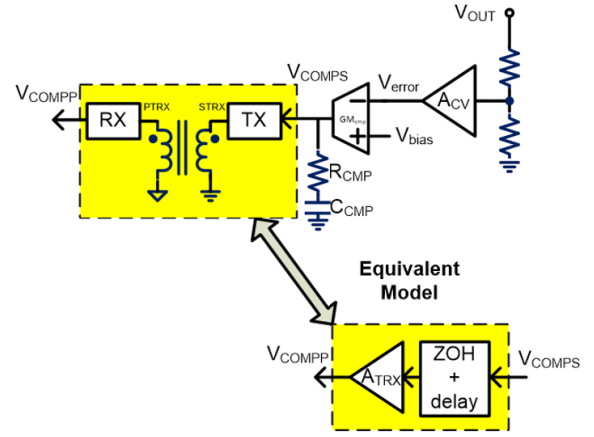 VOUT
VCOMPP
RX
PTRX
STRX
TX
VCOMPS
GMcmp
Verror
ACV
Vbias
RCMP
CCMP
Equivalent
Model
VCOMPP
ATRX
ZOH
+
delay
VCOMPS